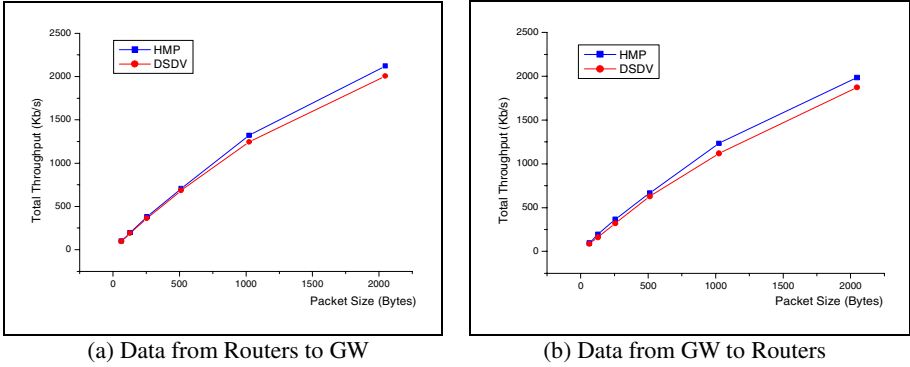 2500
2000
1500
1000
500
0
Total Throughput (Kb/s)
HMP
DSDV
0 500 1000 1500 2000
Packet Size (Bytes)
(a) Data from Routers to GW
2500
2000
1500
1000
500
0
Total Throughput (Kb/s)
HMP
DSDV
0 500 1000 1500 2000
Packet Size (Bytes)
(b) Data from GW to Routers